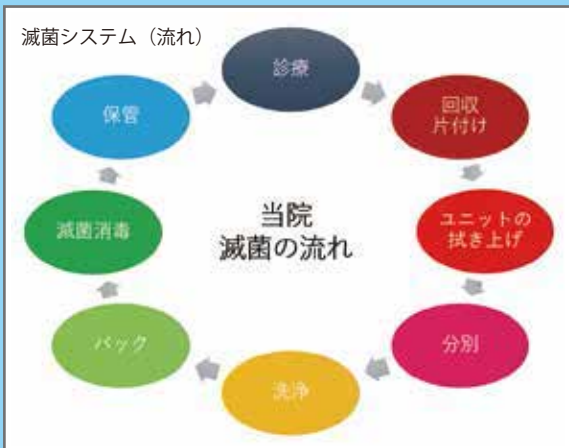 滅菌システム（流れ）
診療
回収
片付け
ユニットの
拭き上げ
分別
洗浄
パック
滅菌消毒
保管
当院
滅菌の流れ